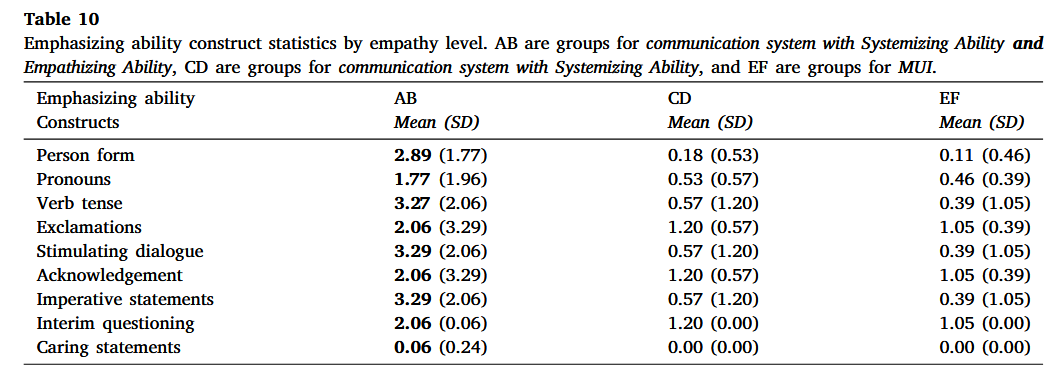 Table 10
Emphasizing ability construct statistics by empathy level. AB are groups for communication system with Systemizing Ability and
Empathizing Ability, CD are groups for communication system with Systemizing Ability, and EF are groups for MUI.
Emphasizing ability AB CD EF
Constructs Mean (SD) Mean (SD) Mean (SD)
Person form 2.89 (1.77) 0.18 (0.53) 0.11 (0.46)
Pronouns 1.77 (1.96) 0.53 (0.57) 0.46 (0.39)
Verb tense 3.27 (2.06) 0.57 (1.20) 0.39 (1.05)
Exclamations 2.06 (3.29) 1.20 (0.57) 1.05 (0.39)
Stimulating dialogue 3.29 (2.06) 0.57 (1.20) 0.39 (1.05)
Acknowledgement 2.06 (3.29) 1.20 (0.57) 1.05 (0.39)
Imperative statements 3.29 (2.06) 0.57 (1.20) 0.39 (1.05)
Interim questioning 2.06 (0.06) 1.20 (0.00) 1.05 (0.00)
Caring statements 0.06 (0.24) 0.00 (0.00) 0.00 (0.00)